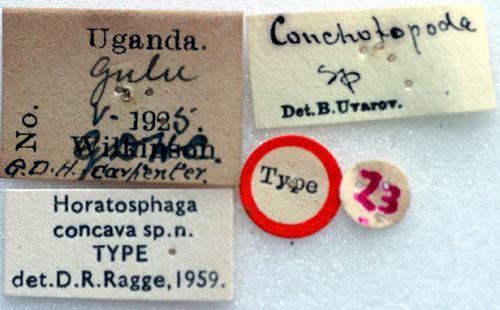 Uganda.
Gulu
No.
V- 1925.
Wilkinson
G.D.H. Carpenter.
Conchotopoda
sp
Det. B. Uvarov.
Type
23
Horatosphaga
concava sp.n.
TYPE
det. D. R. Ragge, 1959.